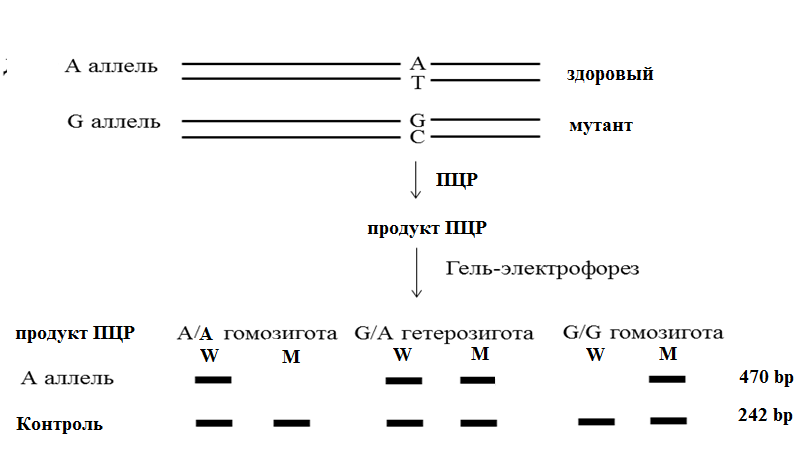 А аллель А здоровый
Т
G аллель G мутант
С
ПЦР
продукт ПЦР
Гель-электрофорез
продукт ПЦР А/А гомозигота G/А гетерозигота G/G гомозигота
W M W M W M
А аллель 470 bp
Контроль 242 bp